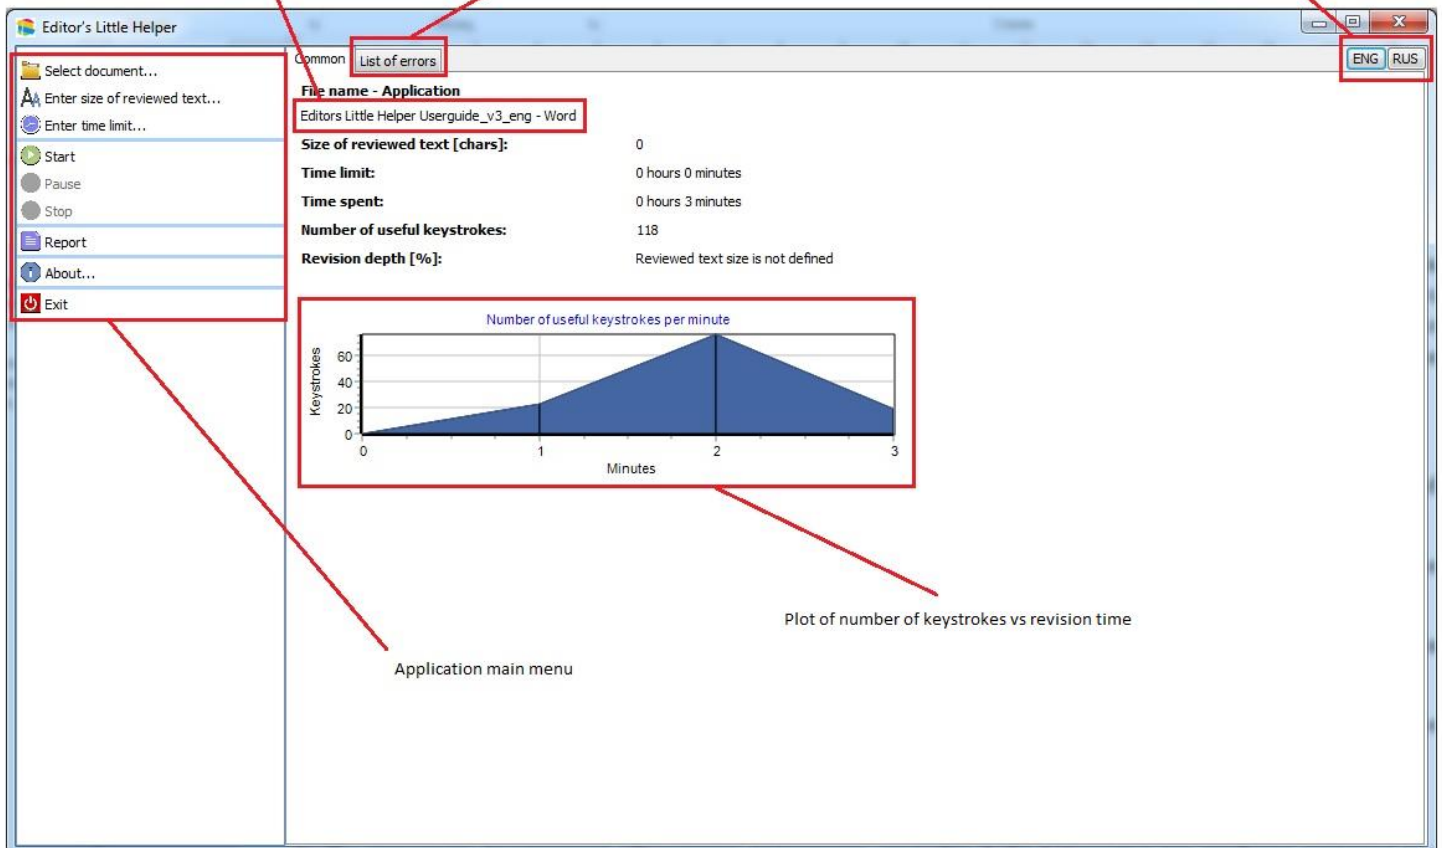 Editor's Little Helper
Select document...
Enter size of reviewed text...
Enter time limit...
Start
Pause
Stop
Report
About...
Exit
Common List of errors ENG RUS
File name - Application
Editors Little Helper Userguide_v3_eng - Word
Size of reviewed text [chars]: 0
Time limit: 0 hours 0 minutes
Time spent: 0 hours 3 minutes
Number of useful keystrokes: 118
Revision depth [%]: Reviewed text size is not defined
Number of useful keystrokes per minute
Keystrokes
60
40
20
0
0 1 2 3
Minutes
Plot of number of keystrokes vs revision time
Application main menu